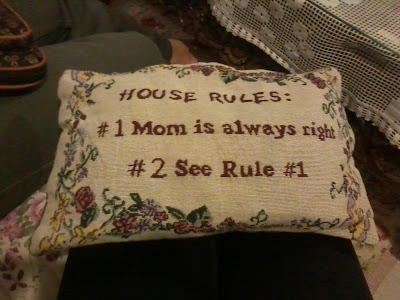 HOUSE RULES:
#1 Mom is always right
#2 See Rule #1